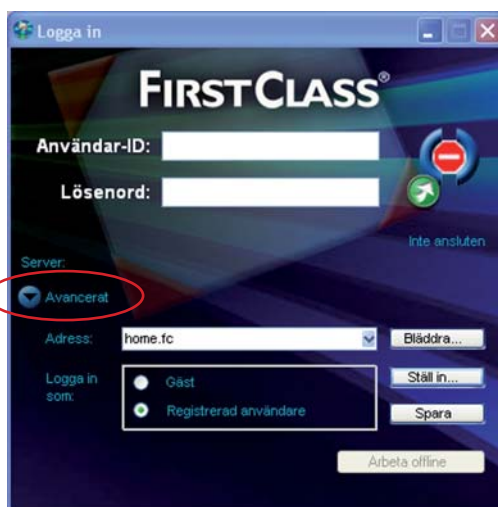 Logga in
FIRSTCLASS®
Användar-ID:
Lösenord:
Inte ansluten
Server:
Avancerat
Adress: home.fc Bläddra...
Logga in som: Gäst Ställ in...
Registrerad användare Spara
Arbeta offline